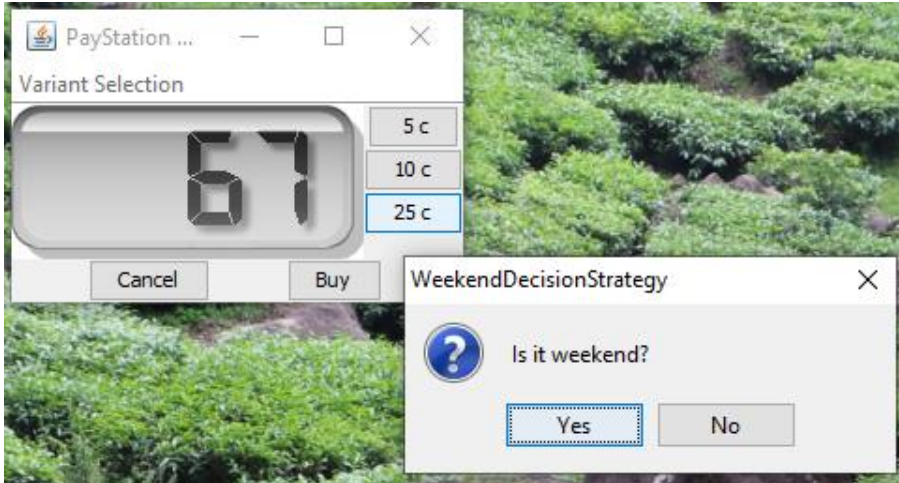 PayStation ...
Variant Selection
67
5 c
10 c
25 c
Cancel
Buy
WeekendDecisionStrategy
?
Is it weekend?
Yes
No